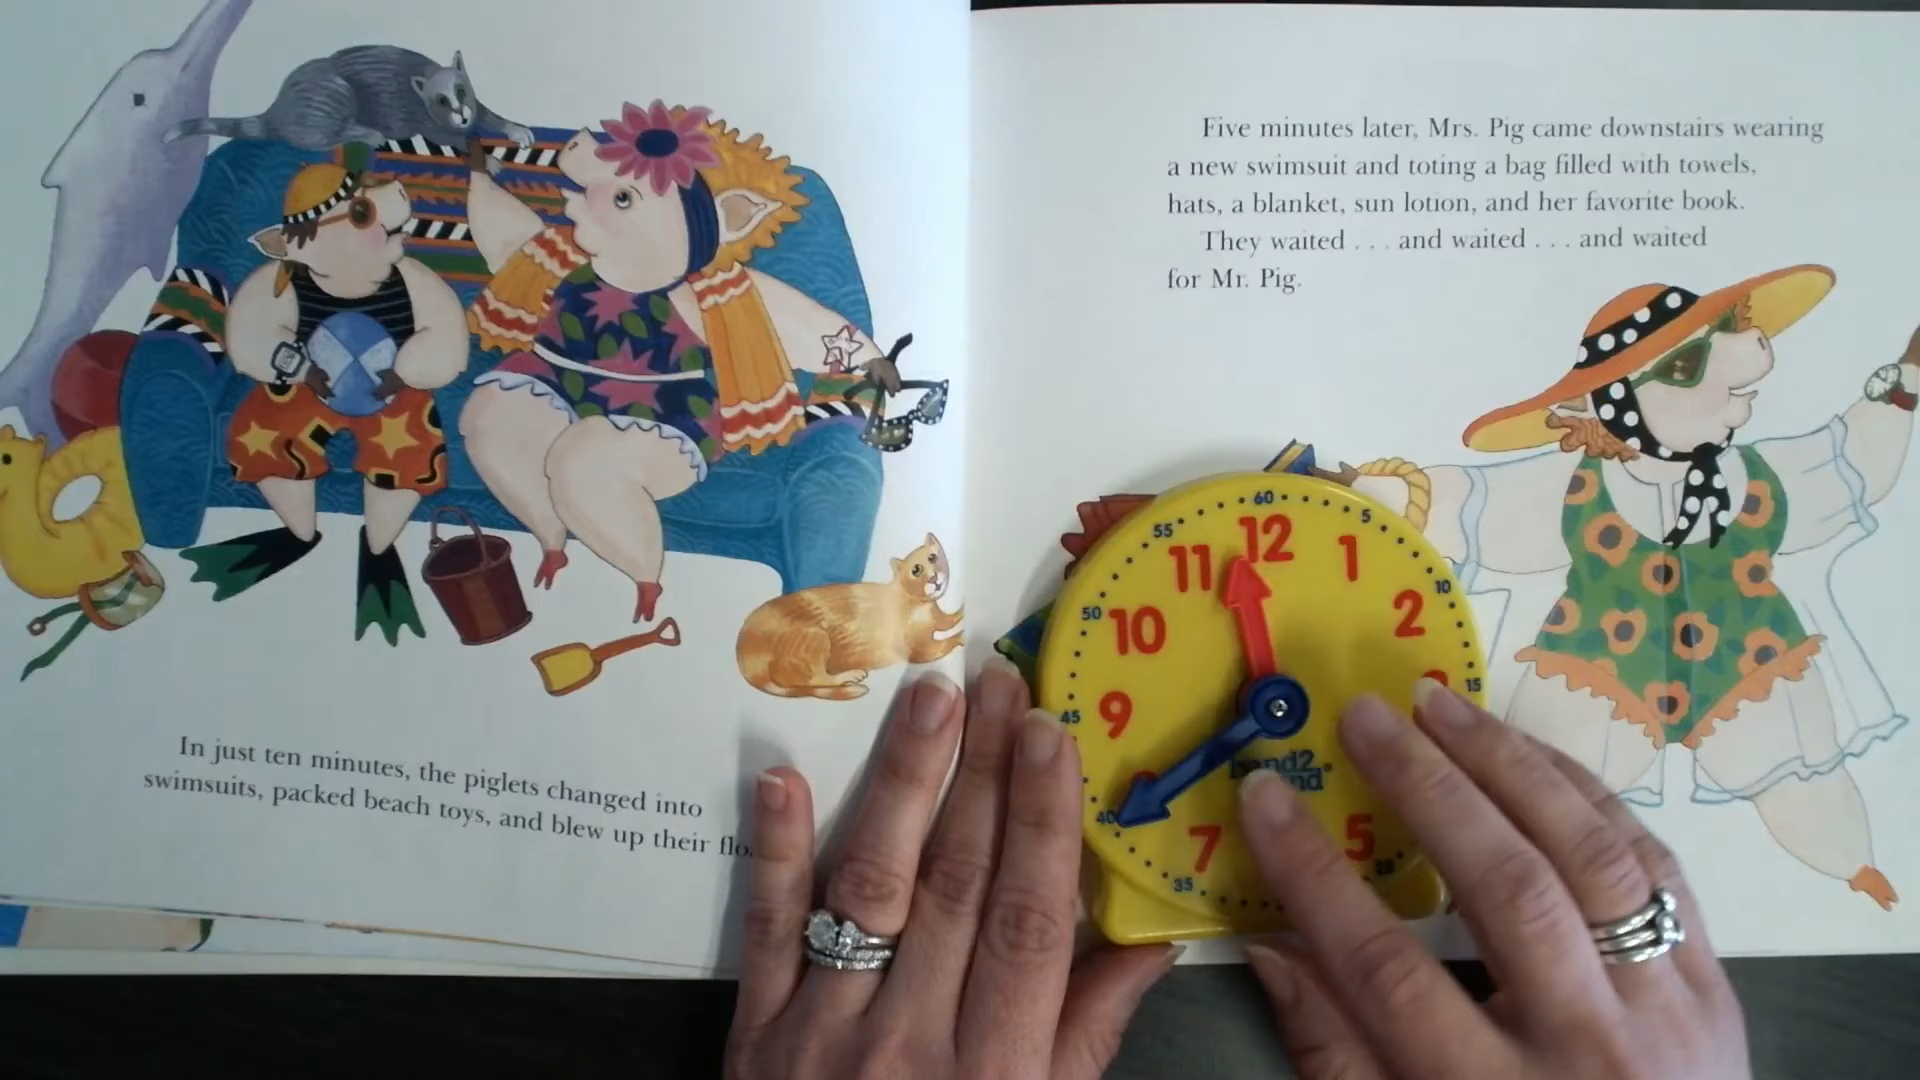 In just ten minutes, the piglets changed into
swimsuits, packed beach toys, and blew up their
Five minutes later, Mrs. Pig came downstairs wearing
a new swimsuit and toting a bag filled with towels,
hats, a blanket, sun lotion, and her favorite book.
They waited . . . and waited . . . and waited
for Mr. Pig.
60
5
10
15
35
40
45
50
55
12
1
2
5
7
9
10
11
hand2